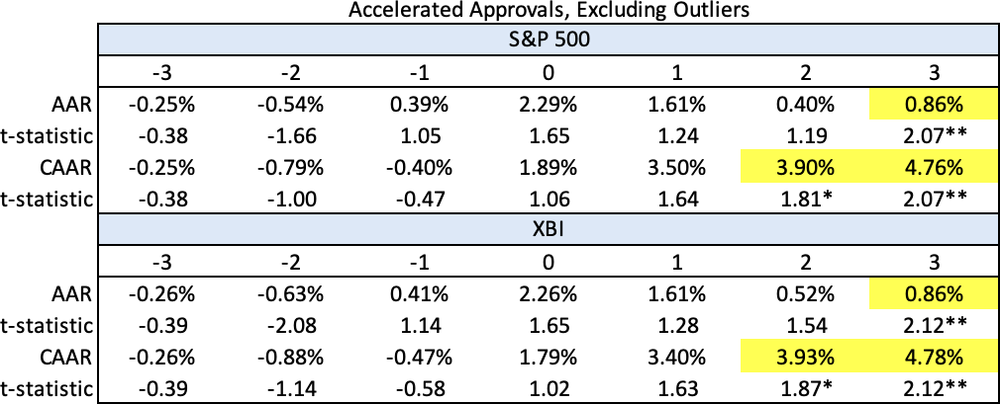 Accelerated Approvals, Excluding Outliers
S&P 500
-3 -2 -1 0 1 2 3
AAR -0.25% -0.54% 0.39% 2.29% 1.61% 0.40% 0.86%
t-statistic -0.38 -1.66 1.05 1.65 1.24 1.19 2.07**
CAAR -0.25% -0.79% -0.40% 1.89% 3.50% 3.90% 4.76%
t-statistic -0.38 -1.00 -0.47 1.06 1.64 1.81* 2.07**
XBI
-3 -2 -1 0 1 2 3
AAR -0.26% -0.63% 0.41% 2.26% 1.61% 0.52% 0.86%
t-statistic -0.39 -2.08 1.14 1.65 1.28 1.54 2.12**
CAAR -0.26% -0.88% -0.47% 1.79% 3.40% 3.93% 4.78%
t-statistic -0.39 -1.14 -0.58 1.02 1.63 1.87* 2.12**